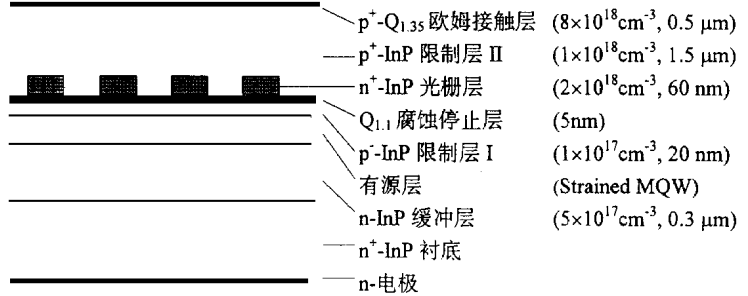 p⁺-Q₁.₃₅ 欧姆接触层 (8×10¹⁸cm⁻³, 0.5 μm)
p⁺-InP 限制层 II (1×10¹⁸cm⁻³, 1.5 μm)
n⁺-InP 光栅层 (2×10¹⁸cm⁻³, 60 nm)
Q₁.₁ 腐蚀停止层 (5nm)
p⁻-InP 限制层 I (1×10¹⁷cm⁻³, 20 nm)
有源层 (Strained MQW)
n-InP 缓冲层 (5×10¹⁷cm⁻³, 0.3 μm)
n⁺-InP 衬底
n-电极